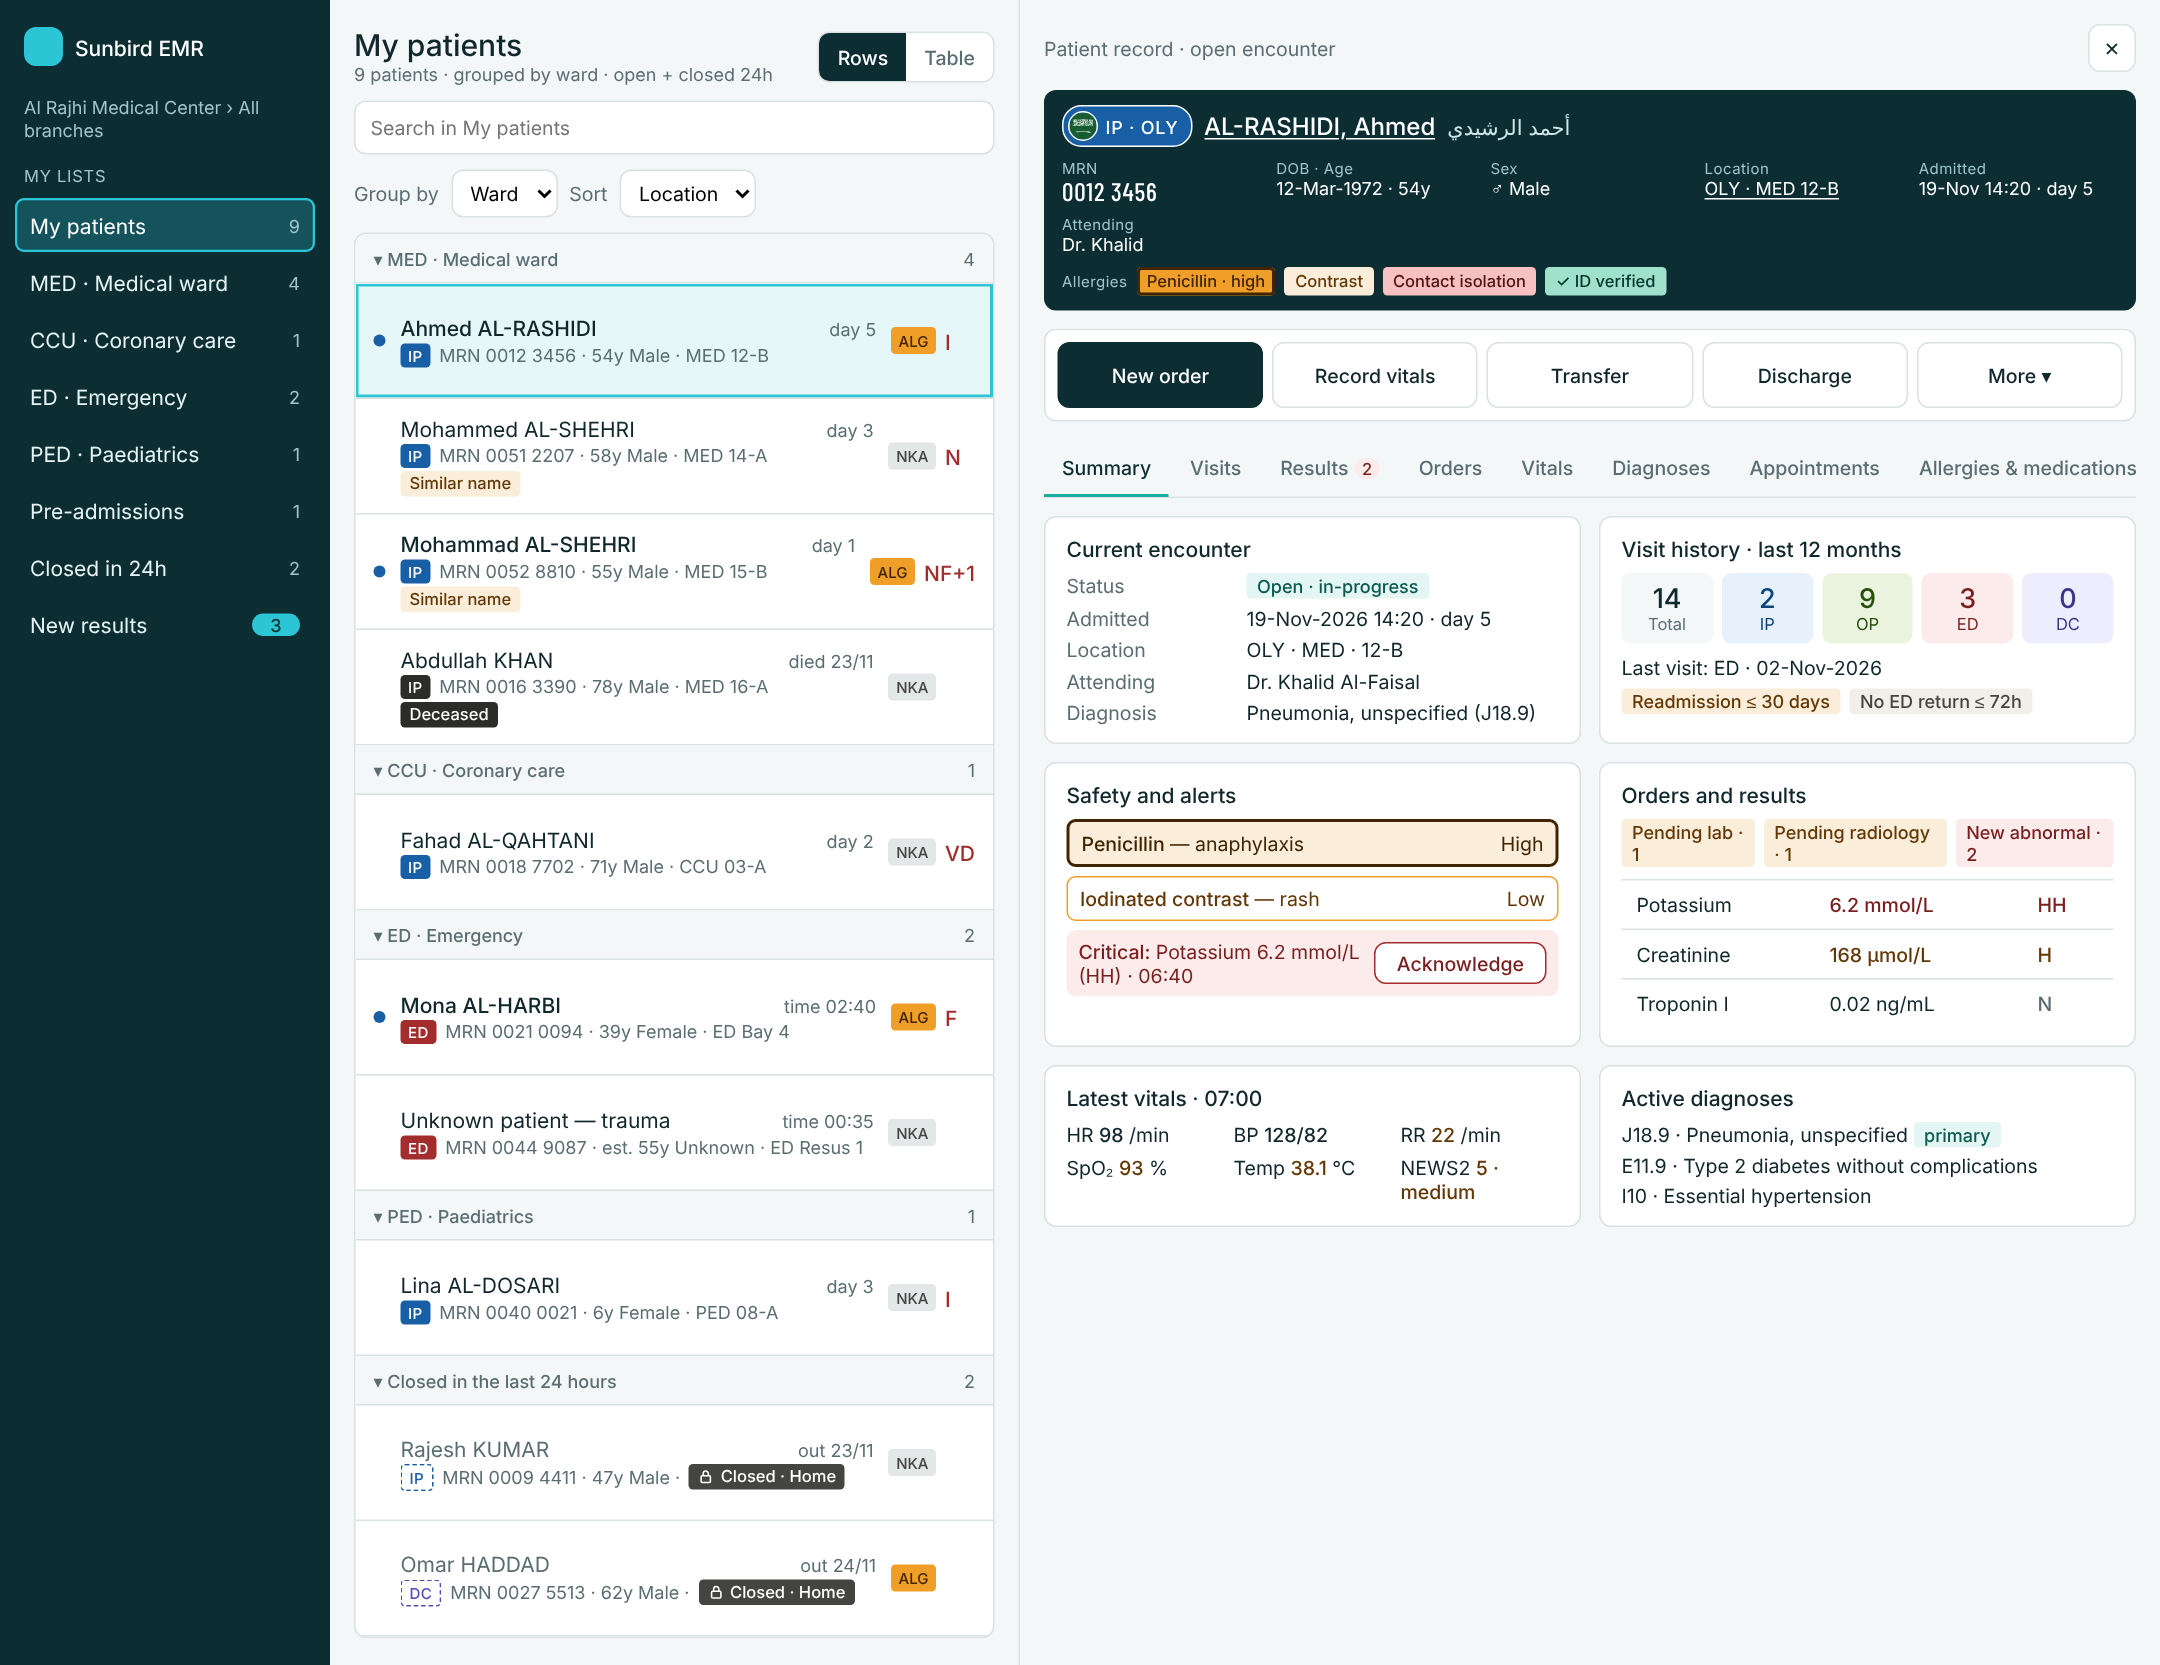 Sunbird EMR
Al Rajhi Medical Center › All
branches
MY LISTS
My patients 9
MED · Medical ward 4
CCU · Coronary care 1
ED · Emergency 2
PED · Paediatrics 1
Pre-admissions 1
Closed in 24h 2
New results 3
My patients
9 patients · grouped by ward · open + closed 24h
Rows Table
Search in My patients
Group by Ward Sort Location
▾ MED · Medical ward 4
Ahmed AL-RASHIDI day 5 ALG I
IP MRN 0012 3456 · 54y Male · MED 12-B
Mohammed AL-SHEHRI day 3 NKA N
IP MRN 0051 2207 · 58y Male · MED 14-A
Similar name
Mohammad AL-SHEHRI day 1 ALG NF+1
IP MRN 0052 8810 · 55y Male · MED 15-B
Similar name
Abdullah KHAN died 23/11 NKA
IP MRN 0016 3390 · 78y Male · MED 16-A
Deceased
▾ CCU · Coronary care 1
Fahad AL-QAHTANI day 2 NKA VD
IP MRN 0018 7702 · 71y Male · CCU 03-A
▾ ED · Emergency 2
Mona AL-HARBI time 02:40 ALG F
ED MRN 0021 0094 · 39y Female · ED Bay 4
Unknown patient — trauma time 00:35 NKA
ED MRN 0044 9087 · est. 55y Unknown · ED Resus 1
▾ PED · Paediatrics 1
Lina AL-DOSARI day 3 NKA I
IP MRN 0040 0021 · 6y Female · PED 08-A
▾ Closed in the last 24 hours 2
Rajesh KUMAR out 23/11 NKA
IP MRN 0009 4411 · 47y Male · Closed · Home
Omar HADDAD out 24/11 ALG
DC MRN 0027 5513 · 62y Male · Closed · Home
Patient record · open encounter ✕
IP · OLY AL-RASHIDI, Ahmed أحمد الرشيدي
MRN DOB · Age Sex Location Admitted
0012 3456 12-Mar-1972 · 54y ♂ Male OLY · MED 12-B 19-Nov 14:20 · day 5
Attending
Dr. Khalid
Allergies Penicillin · high Contrast Contact isolation ✓ ID verified
New order Record vitals Transfer Discharge More ▾
Summary Visits Results 2 Orders Vitals Diagnoses Appointments Allergies & medications
Current encounter
Status Open · in-progress
Admitted 19-Nov-2026 14:20 · day 5
Location OLY · MED · 12-B
Attending Dr. Khalid Al-Faisal
Diagnosis Pneumonia, unspecified (J18.9)
Visit history · last 12 months
14 2 9 3 0
Total IP OP ED DC
Last visit: ED · 02-Nov-2026
Readmission ≤ 30 days No ED return ≤ 72h
Safety and alerts
Penicillin — anaphylaxis High
Iodinated contrast — rash Low
Critical: Potassium 6.2 mmol/L
(HH) · 06:40
Acknowledge
Orders and results
Pending lab ·
1
Pending radiology
· 1
New abnormal ·
2
Potassium 6.2 mmol/L HH
Creatinine 168 µmol/L H
Troponin I 0.02 ng/mL N
Latest vitals · 07:00
HR 98 /min BP 128/82 RR 22 /min
SpO₂ 93 % Temp 38.1 °C NEWS2 5 ·
medium
Active diagnoses
J18.9 · Pneumonia, unspecified primary
E11.9 · Type 2 diabetes without complications
I10 · Essential hypertension